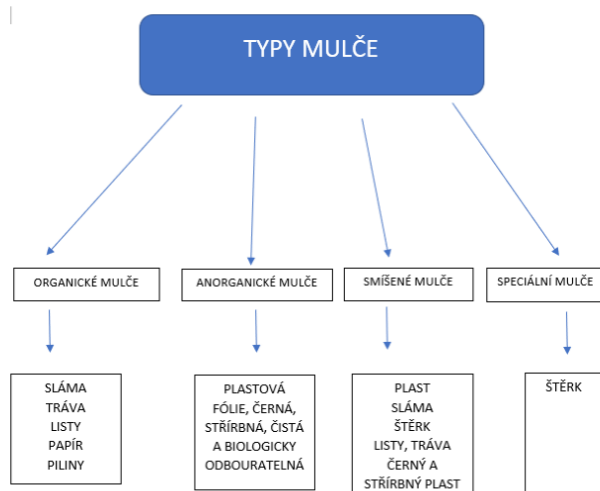 TYPY MULČE
ORGANICKÉ MULČE
ANORGANICKÉ MULČE
SMÍŠENÉ MULČE
SPECIÁLNÍ MULČE
SLÁMA
TRÁVA
LISTY
PAPÍR
PILINY
PLASTOVÁ
FÓLIE, ČERNÁ,
STŘÍRBNÁ, ČISTÁ
A BIOLOGICKY
ODBOURATELNÁ
PLAST
SLÁMA
ŠTĚRK
LISTY, TRÁVA
ČERNÝ A
STŘÍRBNÝ PLAST
ŠTĚRK